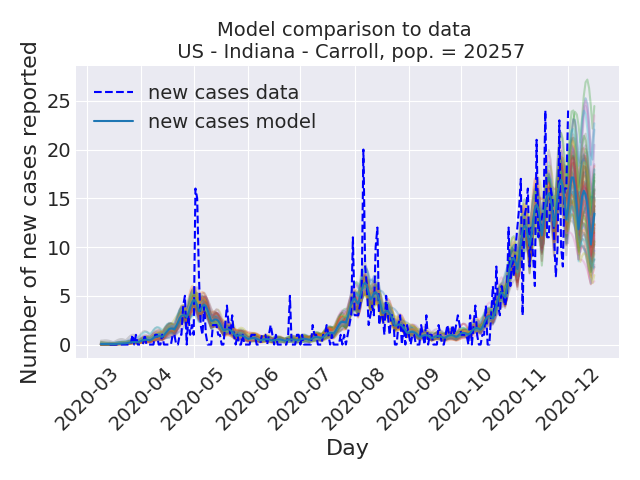 Model comparison to data
US - Indiana - Carroll, pop. = 20257
Number of new cases reported
new cases data
new cases model
25
20
15
10
5
0
2020-03
2020-04
2020-05
2020-06
2020-07
2020-08
2020-09
2020-10
2020-11
2020-12
Day